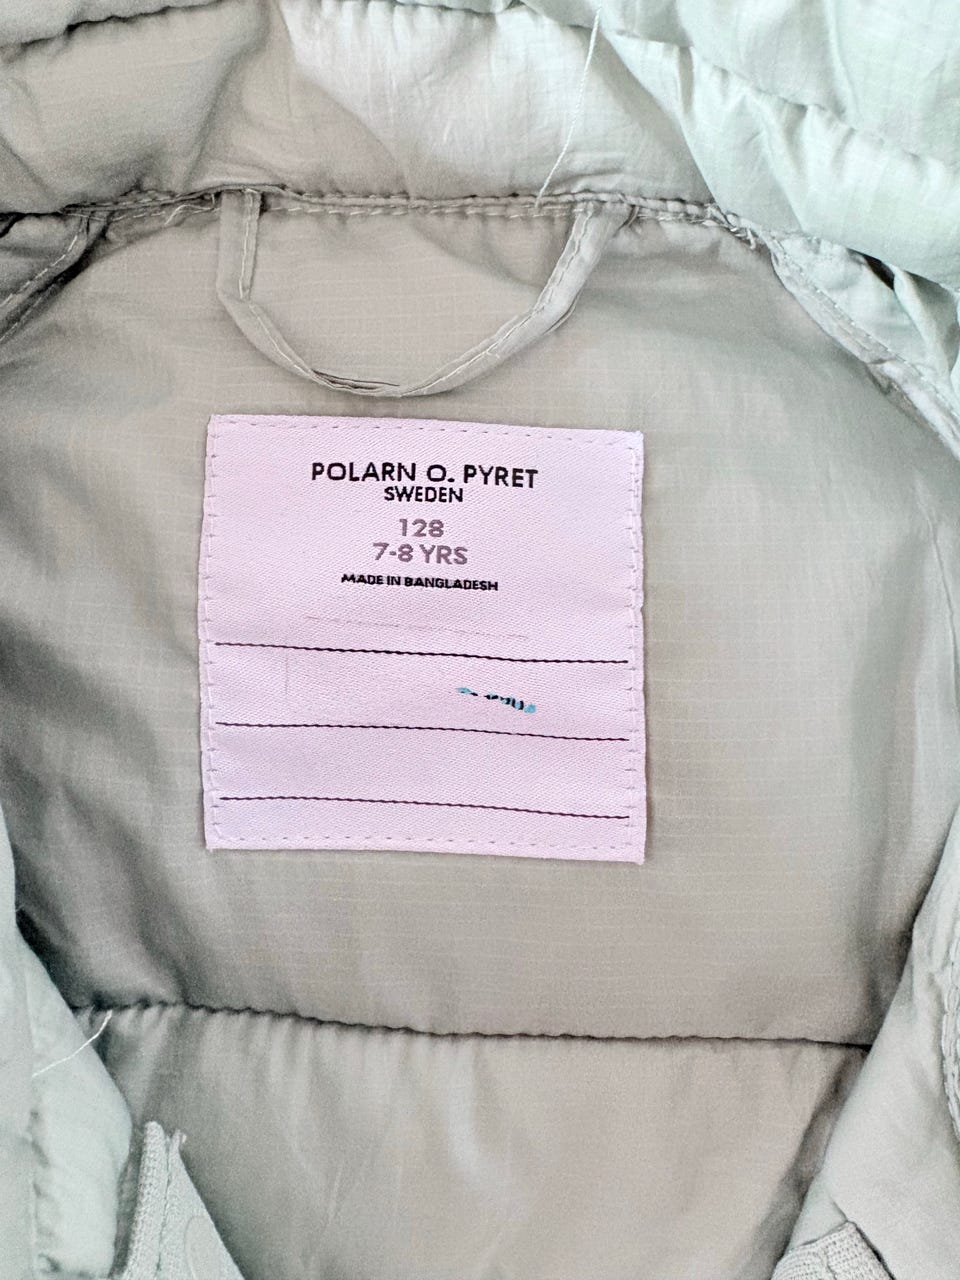 POLARN O. PYRET
SWEDEN
128
7-8 YRS
MADE IN BANGLADESH